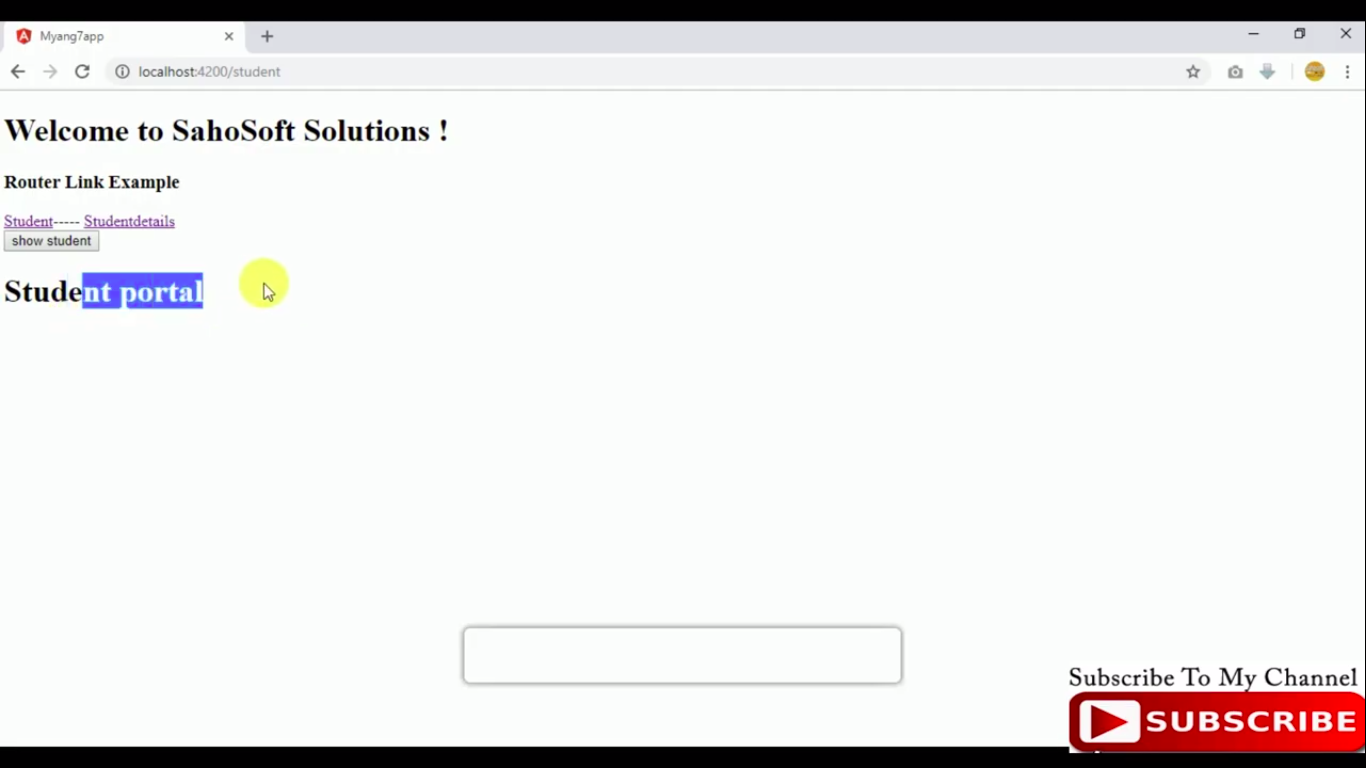 Myang7app
localhost:4200/student
Welcome to SahoSoft Solutions !
Router Link Example
Student----- Studentdetails
show student
Student portal
Subscribe To My Channel
SUBSCRIBE